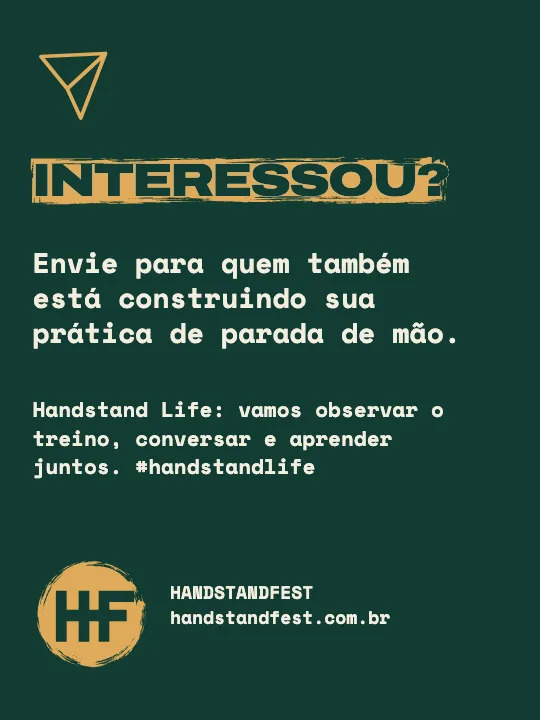 INTERESSOU?
Envie para quem também
está construindo sua
prática de parada de mão.
Handstand Life: vamos observar o
treino, conversar e aprender
juntos. #handstandlife
HF
HANDSTANDFEST
handstandfest.com.br